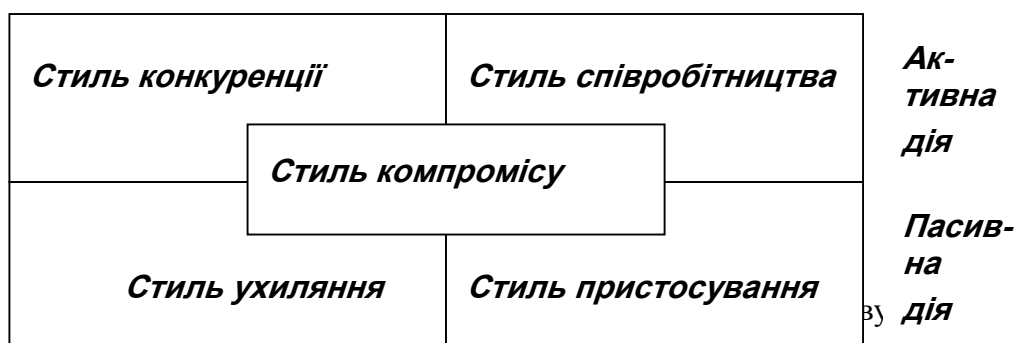 Стиль конкуренції
Стиль співробітництва
Ак-
тивна
дія
Стиль компромісу
Пасив-
на
дія
Стиль ухиляння
Стиль пристосування